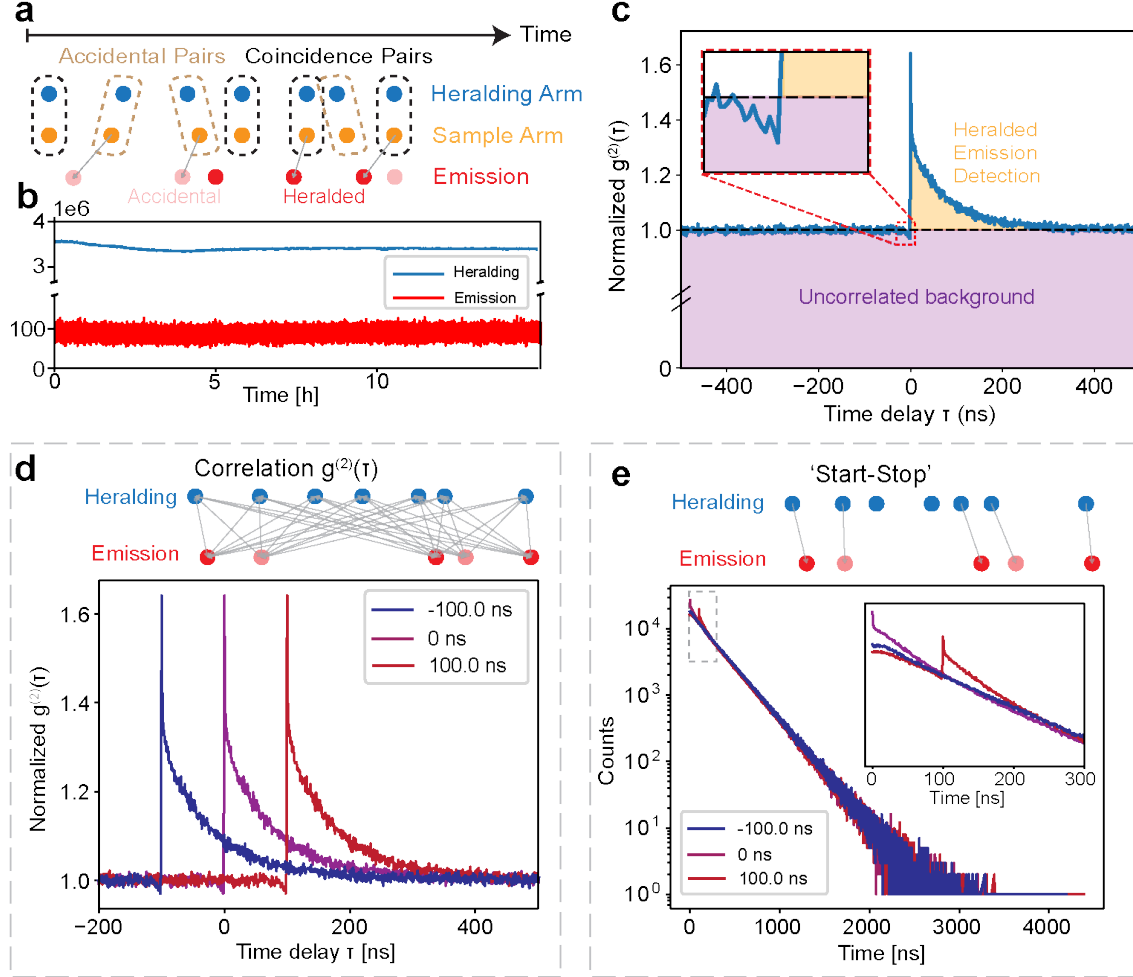 a
Time
Accidental Pairs
Coincidence Pairs
Heralding Arm
Sample Arm
Emission
Accidental
Heralded
b
4e6
3
100
0
Heralding
Emission
0
5
10
Time [h]
c
Normalized g⁽²⁾(τ)
1.6
1.4
1.2
1.0
0
Heralded
Emission
Detection
Uncorrelated background
−400
−200
0
200
400
Time delay τ (ns)
d
Correlation g⁽²⁾(τ)
Heralding
Emission
Normalized g⁽²⁾(τ)
1.6
1.4
1.2
1.0
-100.0 ns
0 ns
100.0 ns
−200
0
200
400
Time delay τ [ns]
e
‘Start-Stop’
Heralding
Emission
Counts
10⁴
10³
10²
10¹
10⁰
0
100
200
300
Time [ns]
-100.0 ns
0 ns
100.0 ns
0
1000
2000
3000
4000
Time [ns]